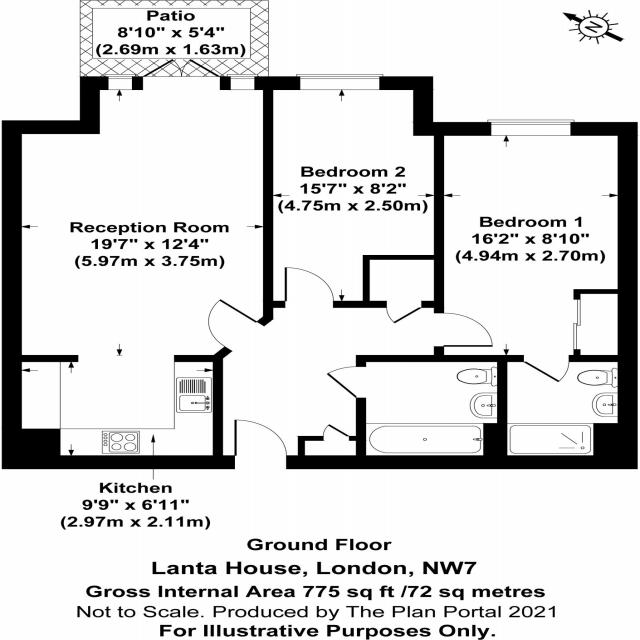 Patio
8'10" x 5'4"
(2.69m x 1.63m)
N
Bedroom 2
15'7" x 8'2"
(4.75m x 2.50m)
Reception Room
19'7" x 12'4"
(5.97m x 3.75m)
Bedroom 1
16'2" x 8'10"
(4.94m x 2.70m)
Kitchen
9'9" x 6'11"
(2.97m x 2.11m)
Ground Floor
Lanta House, London, NW7
Gross Internal Area 775 sq ft /72 sq metres
Not to Scale. Produced by The Plan Portal 2021
For Illustrative Purposes Only.